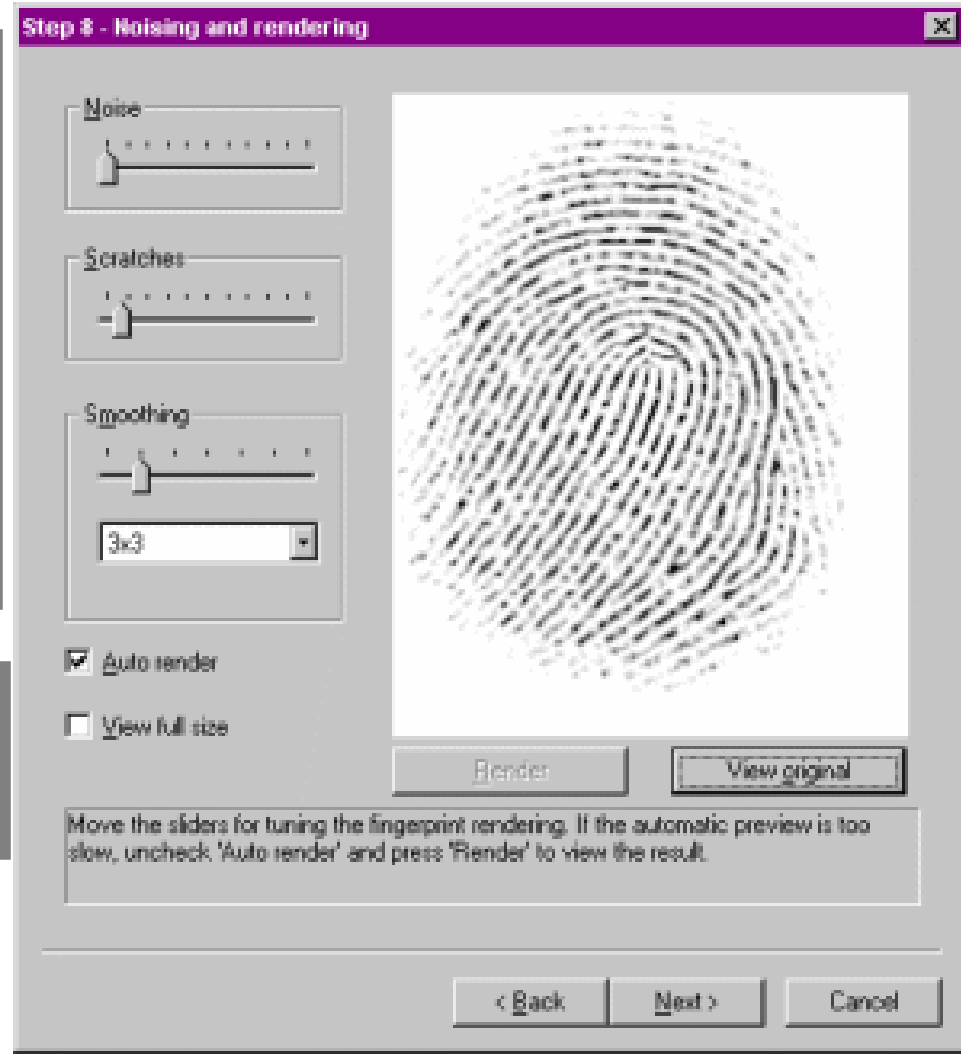 Step 8 - Noising and rendering
Noise
Scratches
Smoothing
3x3
Auto render
View full size
Render
View original
Move the sliders for tuning the fingerprint rendering. If the automatic preview is too
slow, uncheck 'Auto render' and press 'Render' to view the result.
< Back
Next >
Cancel